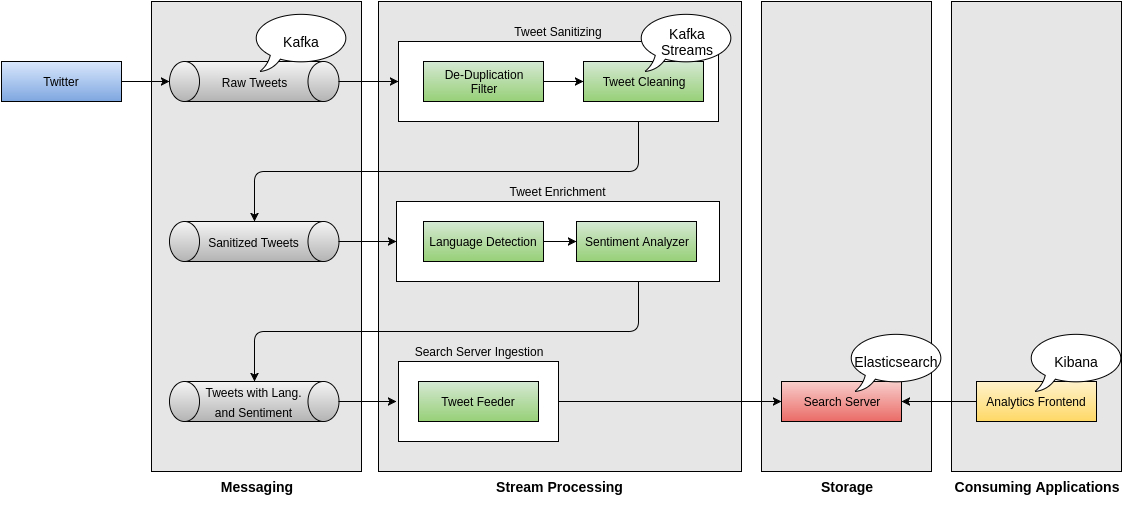 Tweet Sanitizing
Kafka
Kafka
Streams
Twitter
Raw Tweets
De-Duplication
Filter
Tweet Cleaning
Tweet Enrichment
Sanitized Tweets
Language Detection
Sentiment Analyzer
Search Server Ingestion
Elasticsearch
Kibana
Tweets with Lang.
and Sentiment
Tweet Feeder
Search Server
Analytics Frontend
Messaging
Stream Processing
Storage
Consuming Applications